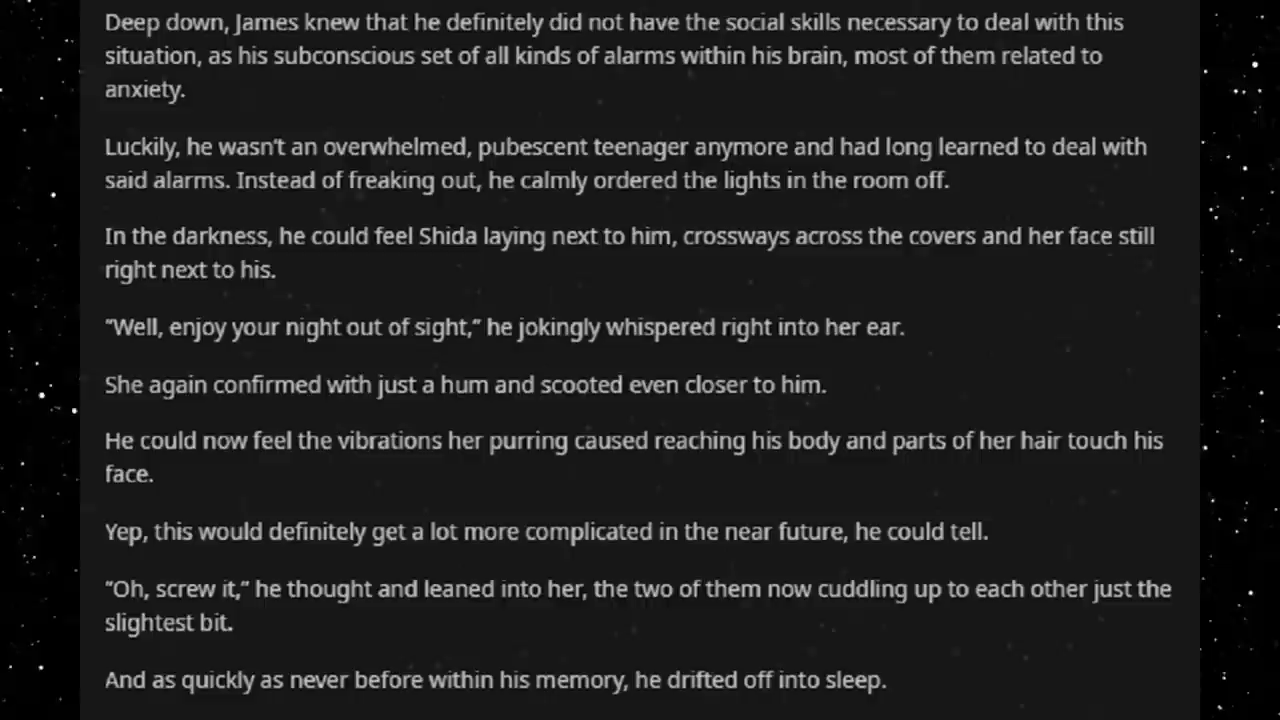 Deep down, James knew that he definitely did not have the social skills necessary to deal with this
situation, as his subconscious set of all kinds of alarms within his brain, most of them related to
anxiety.
Luckily, he wasn't an overwhelmed, pubescent teenager anymore and had long learned to deal with
said alarms. Instead of freaking out, he calmly ordered the lights in the room off.
In the darkness, he could feel Shida laying next to him, crossways across the covers and her face still
right next to his.
“Well, enjoy your night out of sight,” he jokingly whispered right into her ear.
She again confirmed with just a hum and scooted even closer to him.
He could now feel the vibrations her purring caused reaching his body and parts of her hair touch his
face.
Yep, this would definitely get a lot more complicated in the near future, he could tell.
“Oh, screw it,” he thought and leaned into her, the two of them now cuddling up to each other just the
slightest bit.
And as quickly as never before within his memory, he drifted off into sleep.